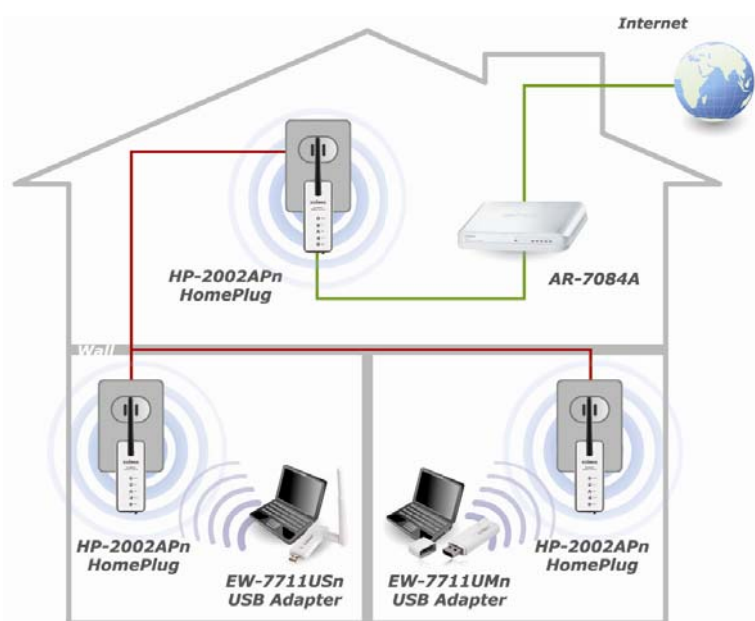 Internet
HP-2002APn
HomePlug
AR-7084A
Wall
HP-2002APn
HomePlug
EW-7711USn
USB Adapter
EW-7711UMn
USB Adapter
HP-2002APn
HomePlug